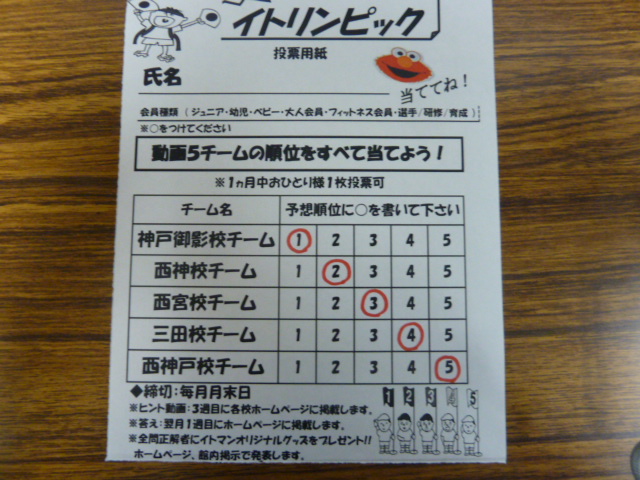 イトリンピック
投票用紙
氏名
当ててね！
会員種類（ジュニア・幼児・ベビー・大人会員・フィットネス会員・選手/研修/育成）
※○をつけてください
動画5チームの順位をすべて当てよう！
※1ヵ月中おひとり様1枚投票可
チーム名 予想順位に○を書いて下さい
神戸御影校チーム 1 2 3 4 5
西神校チーム 1 2 3 4 5
西宮校チーム 1 2 3 4 5
三田校チーム 1 2 3 4 5
西神戸校チーム 1 2 3 4 5
◆締切：毎月月末日
※ヒント動画：3週目に各校ホームページに掲載します。
※答え：翌月1週目にホームページに掲載します。
※全問正解者にイトマンオリジナルグッズをプレゼント!!
ホームページ、館内掲示で発表します。
1 2 3 4 5